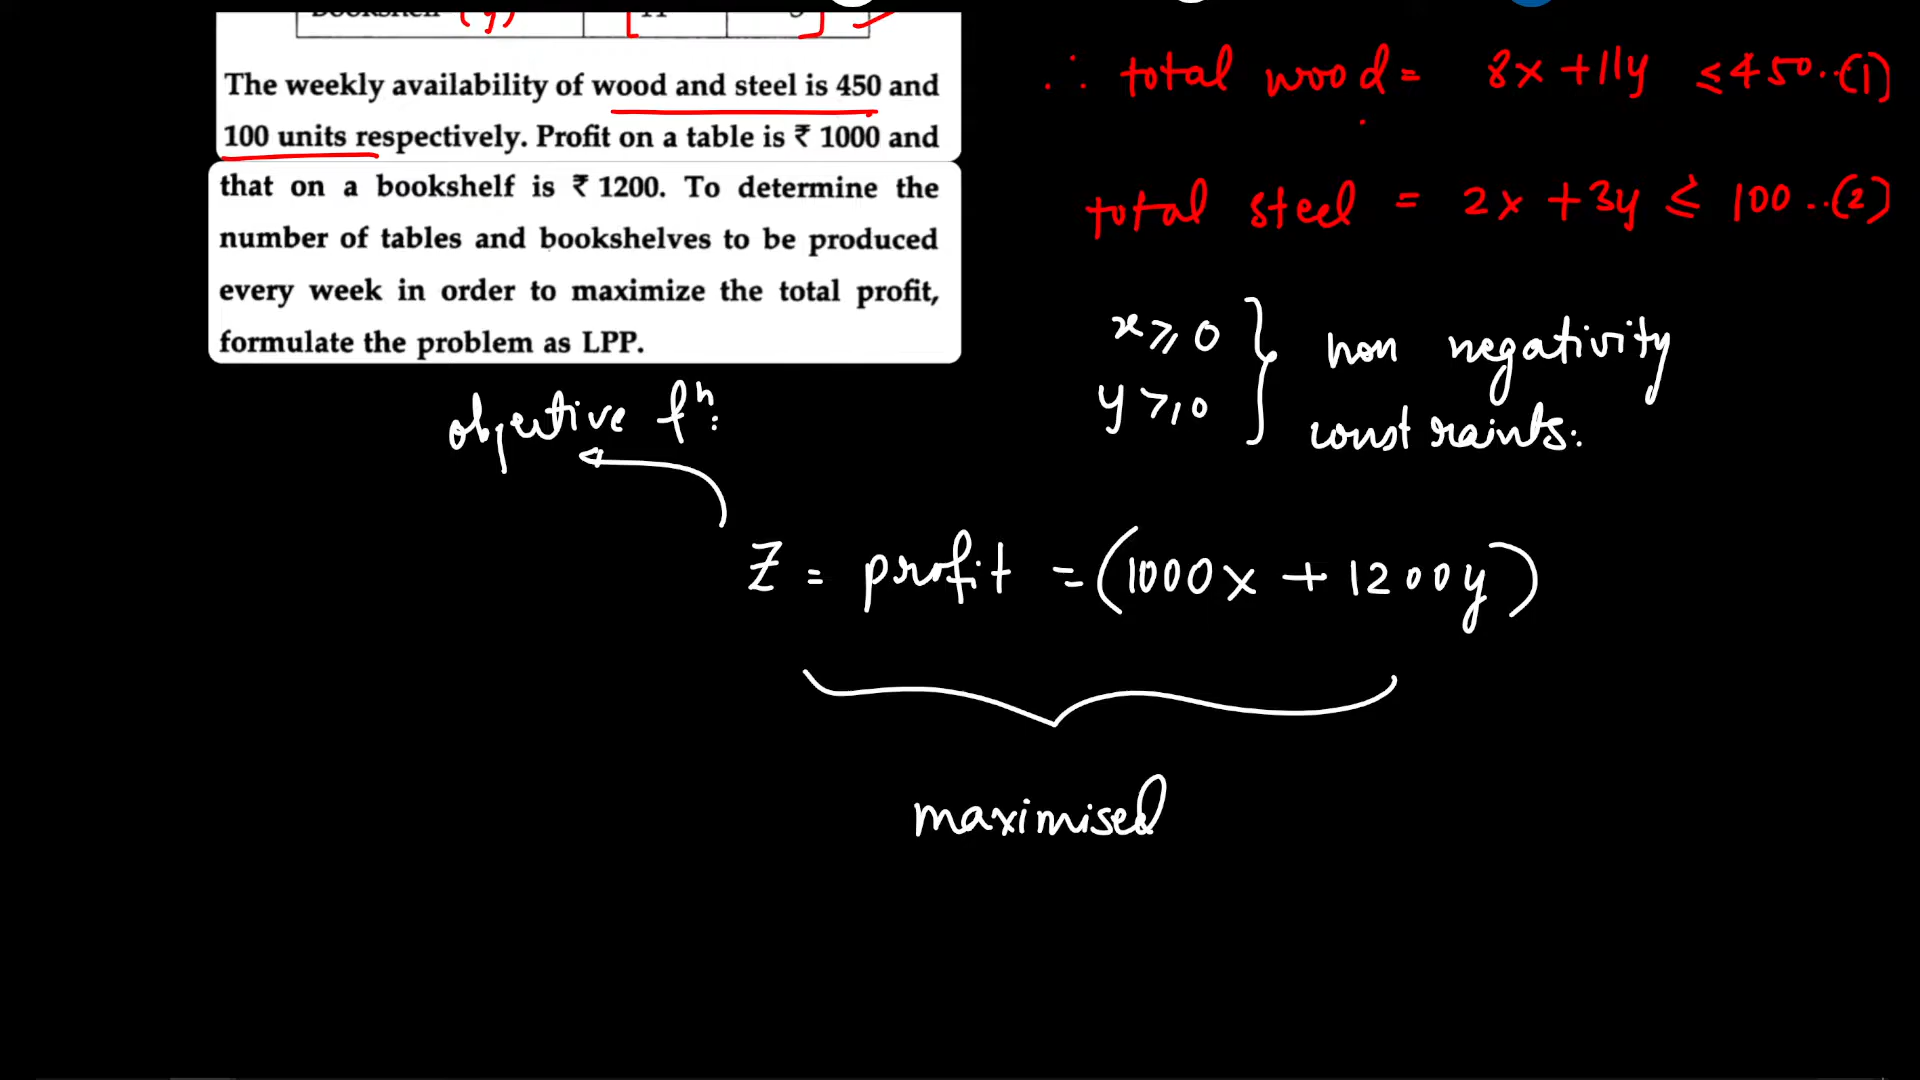 (y)
The weekly availability of wood and steel is 450 and
100 units respectively. Profit on a table is ₹ 1000 and
that on a bookshelf is ₹ 1200. To determine the
number of tables and bookshelves to be produced
every week in order to maximize the total profit,
formulate the problem as LPP.
∴ total wood = 8x + 11y ≤ 450..(1)
total steel = 2x + 3y ≤ 100..(2)
x ≥ 0
y ≥ 0
non negativity
constraints.
objective fⁿ:
Z = profit = (1000x + 1200y)
maximised